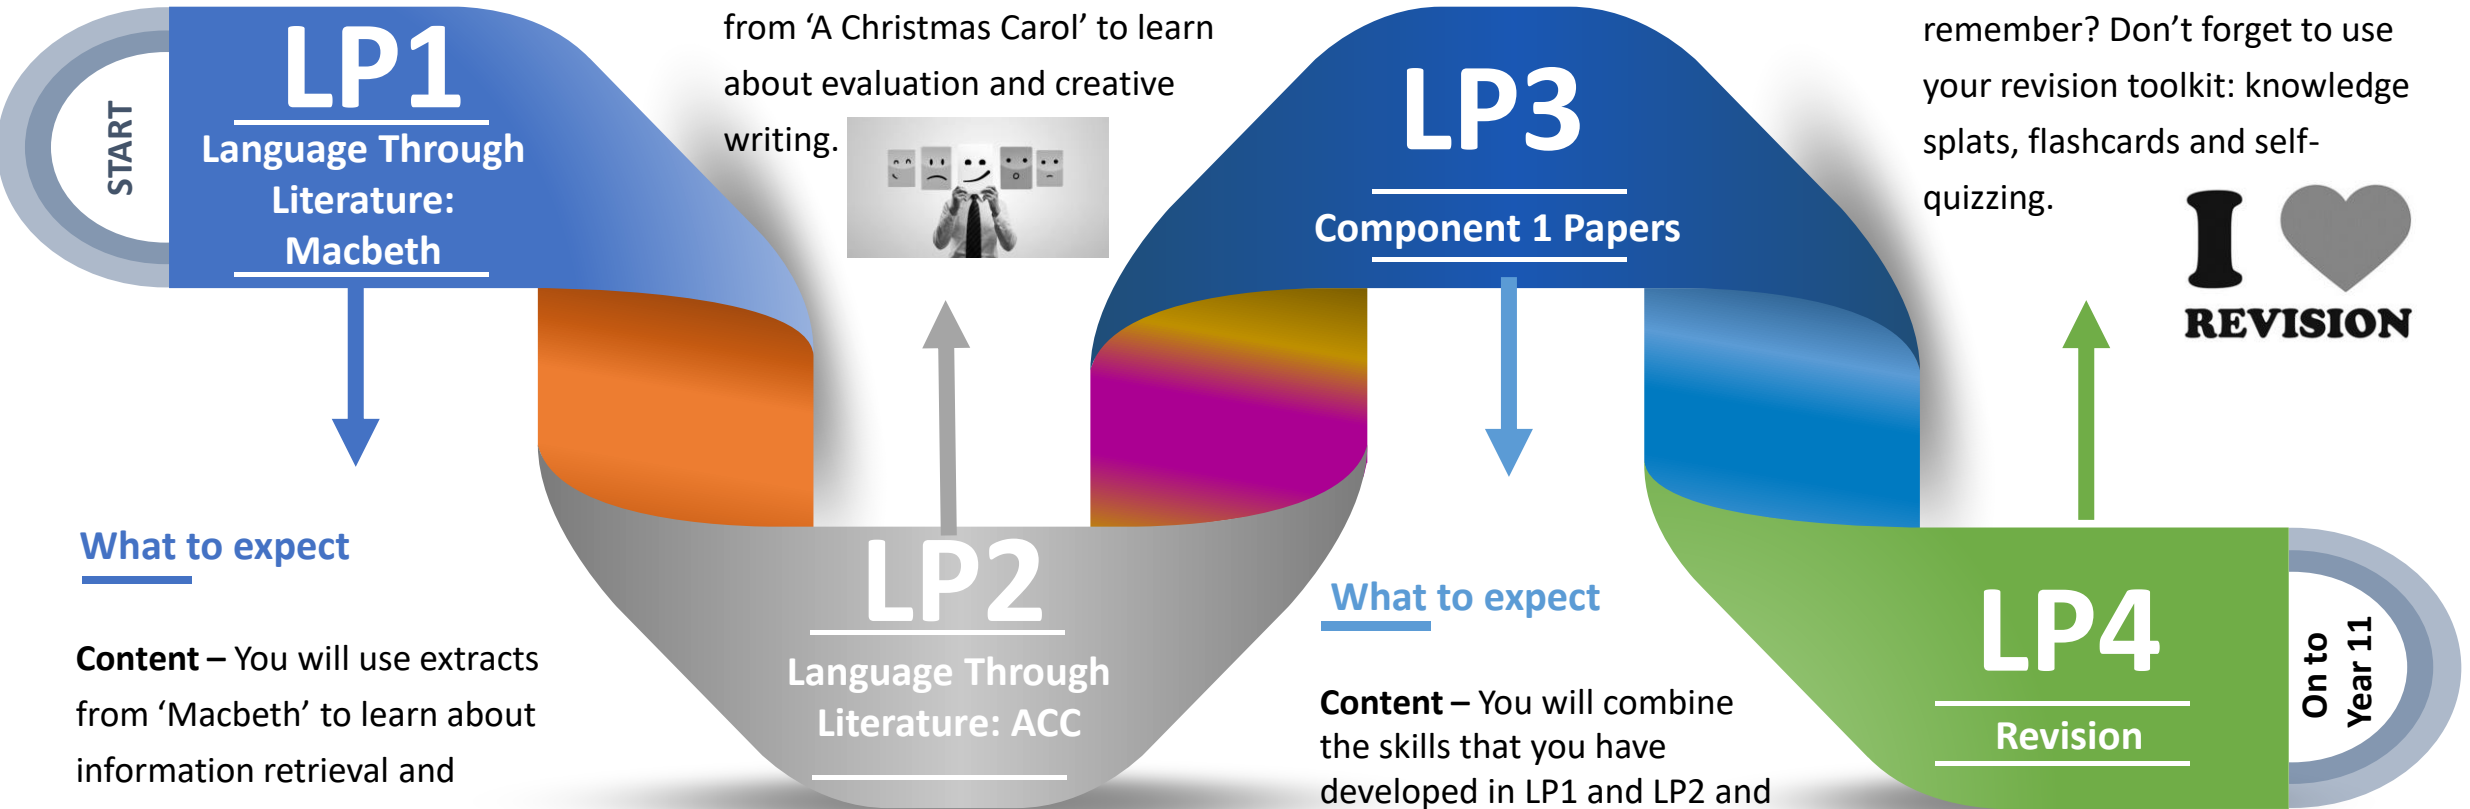 START
LP1
Language Through
Literature:
Macbeth
What to expect
Content – You will use extracts
from ‘Macbeth’ to learn about
information retrieval and
from ‘A Christmas Carol’ to learn
about evaluation and creative
writing.
LP2
Language Through
Literature: ACC
LP3
Component 1 Papers
What to expect
Content – You will combine
the skills that you have
developed in LP1 and LP2 and
remember? Don’t forget to use
your revision toolkit: knowledge
splats, flashcards and self-
quizzing.
I
REVISION
LP4
Revision
On to
Year 11